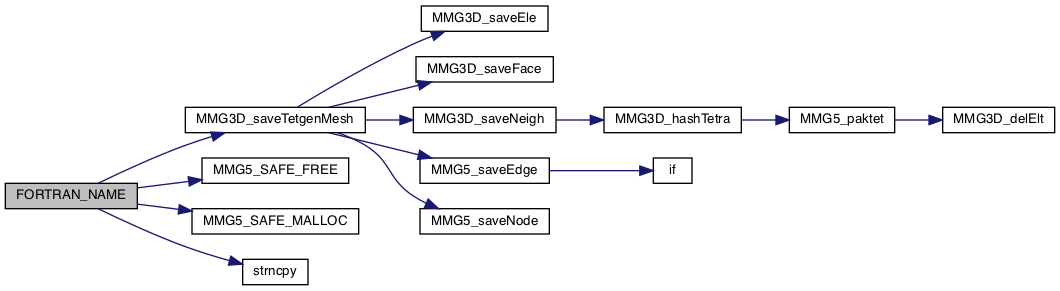 MMG3D_saveEle
MMG3D_saveFace
MMG3D_saveTetgenMesh
MMG3D_saveNeigh
MMG3D_hashTetra
MMG5_paktet
MMG3D_delElt
MMG5_SAFE_FREE
MMG5_saveEdge
if
FORTRAN_NAME
MMG5_SAFE_MALLOC
MMG5_saveNode
strncpy